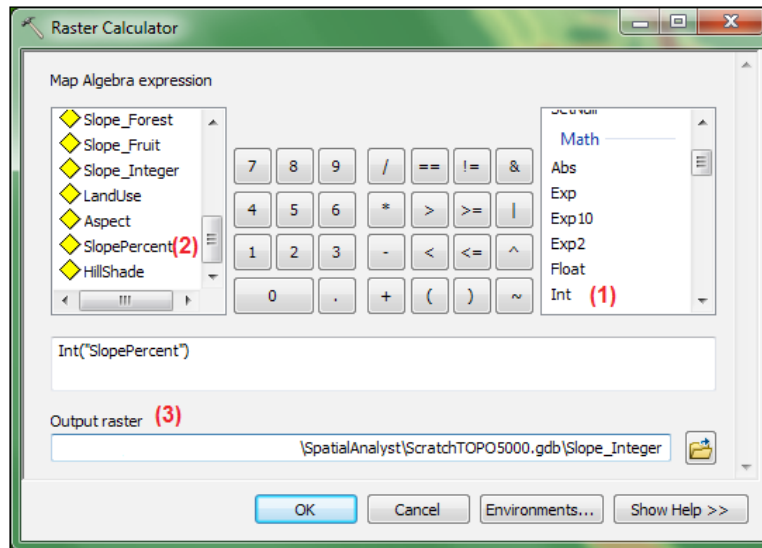 Raster Calculator
Map Algebra expression
Slope_Forest
Slope_Fruit
Slope_Integer
LandUse
Aspect
SlopePercent (2)
HillShade
7 8 9 / == != &
4 5 6 * > >= |
1 2 3 - < <= ^
0 . + ( ) ~
Math
Abs
Exp
Exp10
Exp2
Float
Int (1)
Int("SlopePercent")
Output raster (3)
\SpatialAnalyst\ScratchTOPO5000.gdb\Slope_Integer
OK Cancel Environments... Show Help >>